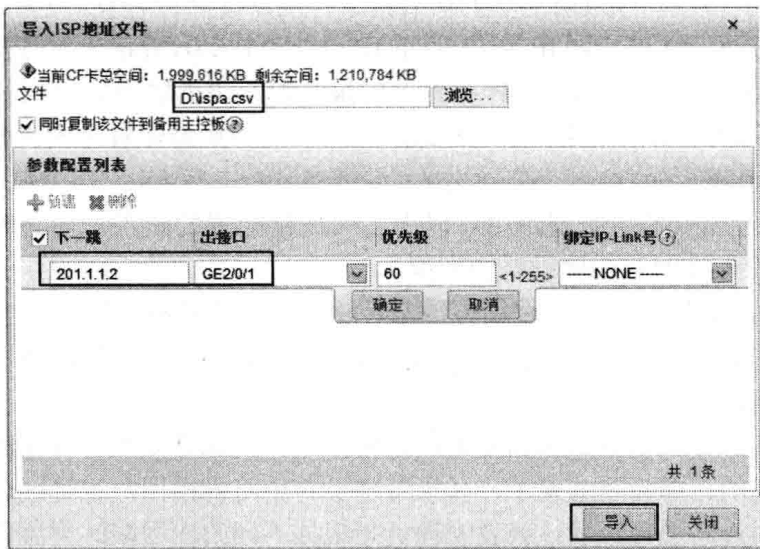 导入ISP地址文件 ×
当前CF卡总空间：1,999,616 KB 剩余空间：1,210,784 KB
文件 D:\ispa.csv 浏览...
同时复制该文件到备用主控板
参数配置列表
新建 删除
下一跳 出接口 优先级 绑定IP-Link号
201.1.1.2 GE2/0/1 60 <1-255> ----- NONE -----
确定 取消
共 1条
导入 关闭